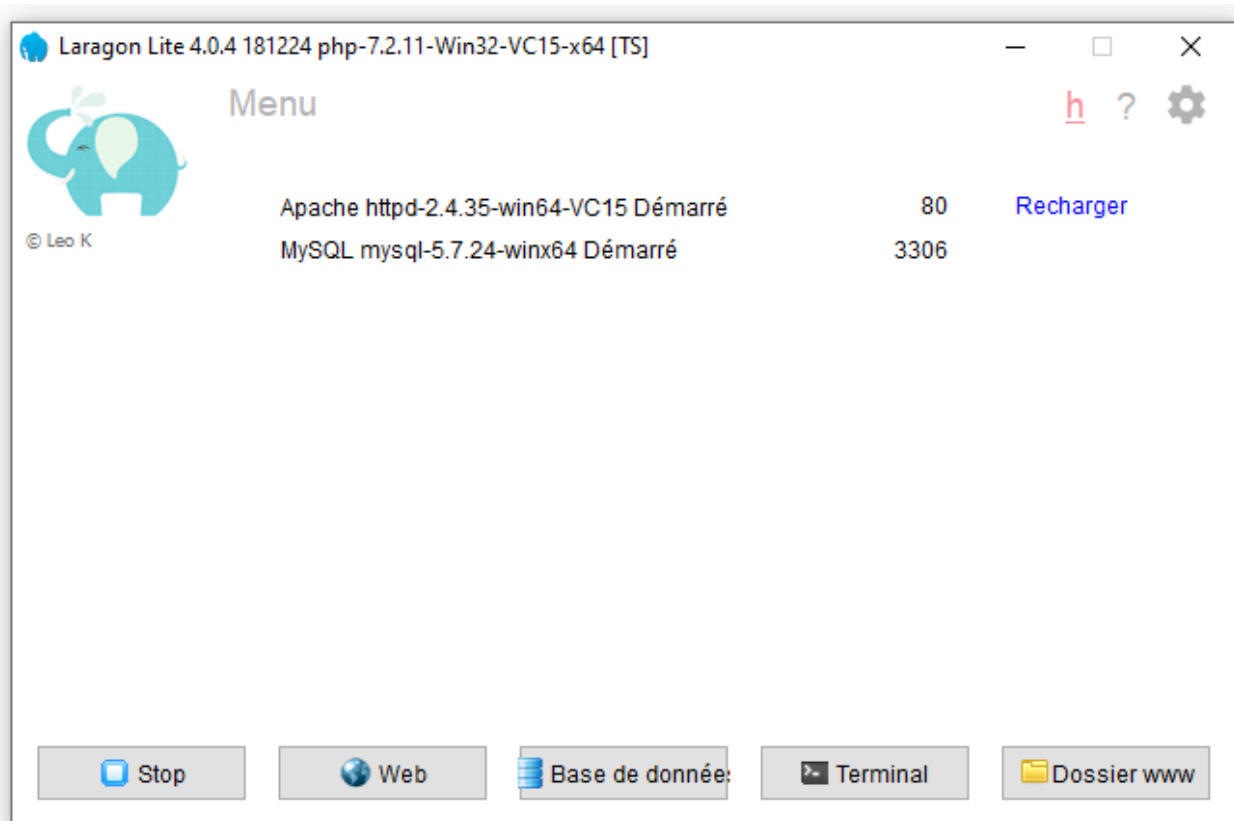 Laragon Lite 4.0.4 181224 php-7.2.11-Win32-VC15-x64 [TS]
Menu
h ?
Apache httpd-2.4.35-win64-VC15 Démarré 80 Recharger
© Leo K
MySQL mysql-5.7.24-winx64 Démarré 3306
Stop Web Base de donnée Terminal Dossier www